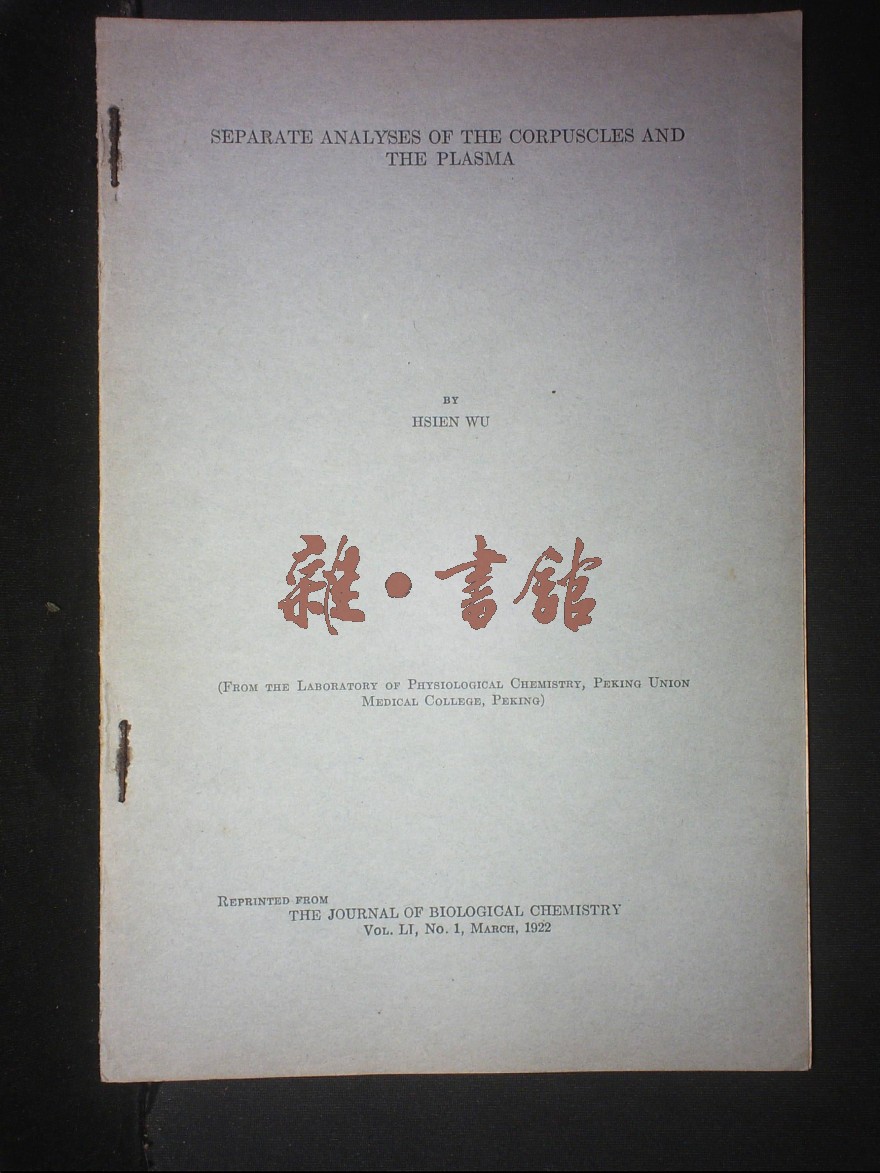 SEPARATE ANALYSES OF THE CORPUSCLES AND
THE PLASMA
BY
HSIEN WU
雜·書館
(From the Laboratory of Physiological Chemistry, Peking Union
Medical College, Peking)
Reprinted from
THE JOURNAL OF BIOLOGICAL CHEMISTRY
Vol. LI, No. 1, March, 1922